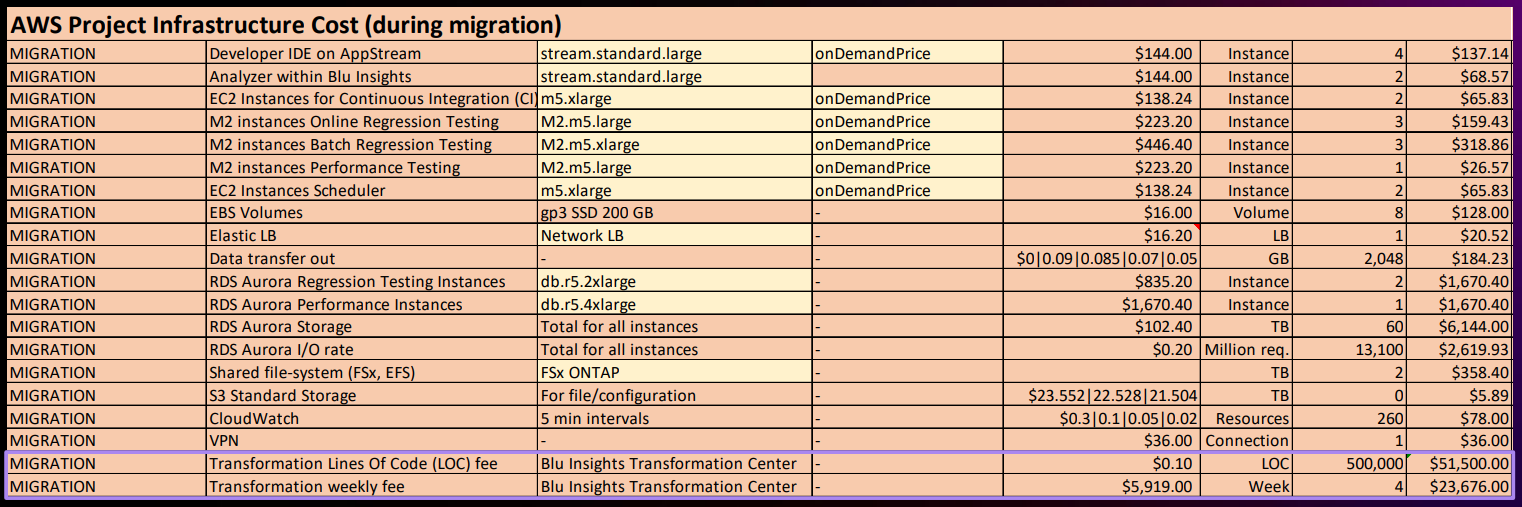 AWS Project Infrastructure Cost (during migration)
MIGRATION Developer IDE on AppStream stream.standard.large onDemandPrice $144.00 Instance 4 $137.14
MIGRATION Analyzer within Blu Insights stream.standard.large $144.00 Instance 2 $68.57
MIGRATION EC2 Instances for Continuous Integration (CI) m5.xlarge onDemandPrice $138.24 Instance 2 $65.83
MIGRATION M2 instances Online Regression Testing M2.m5.large onDemandPrice $223.20 Instance 3 $159.43
MIGRATION M2 instances Batch Regression Testing M2.m5.xlarge onDemandPrice $446.40 Instance 3 $318.86
MIGRATION M2 instances Performance Testing M2.m5.large onDemandPrice $223.20 Instance 1 $26.57
MIGRATION EC2 Instances Scheduler m5.xlarge onDemandPrice $138.24 Instance 2 $65.83
MIGRATION EBS Volumes gp3 SSD 200 GB - $16.00 Volume 8 $128.00
MIGRATION Elastic LB Network LB - $16.20 LB 1 $20.52
MIGRATION Data transfer out - - $0|0.09|0.085|0.07|0.05 GB 2,048 $184.23
MIGRATION RDS Aurora Regression Testing Instances db.r5.2xlarge - $835.20 Instance 2 $1,670.40
MIGRATION RDS Aurora Performance Instances db.r5.4xlarge - $1,670.40 Instance 1 $1,670.40
MIGRATION RDS Aurora Storage Total for all instances - $102.40 TB 60 $6,144.00
MIGRATION RDS Aurora I/O rate Total for all instances - $0.20 Million req. 13,100 $2,619.93
MIGRATION Shared file-system (FSx, EFS) FSx ONTAP - TB 2 $358.40
MIGRATION S3 Standard Storage For file/configuration - $23.552|22.528|21.504 TB 0 $5.89
MIGRATION CloudWatch 5 min intervals - $0.3|0.1|0.05|0.02 Resources 260 $78.00
MIGRATION VPN - - $36.00 Connection 1 $36.00
MIGRATION Transformation Lines Of Code (LOC) fee Blu Insights Transformation Center - $0.10 LOC 500,000 $51,500.00
MIGRATION Transformation weekly fee Blu Insights Transformation Center - $5,919.00 Week 4 $23,676.00